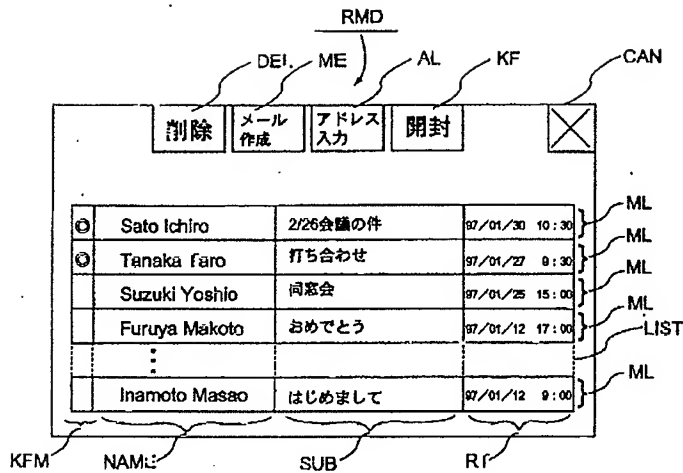 RMD
DEL ME AL KF CAN
削除 メール作成 アドレス入力 開封
◎ Sato Ichiro 2/26会議の件 97/01/30 10:30 ML
◎ Tanaka Taro 打ち合わせ 97/01/27 9:30 ML
Suzuki Yoshio 同窓会 97/01/25 15:00 ML
Furuya Makoto おめでとう 97/01/12 17:00 ML
LIST
Inamoto Masao はじめまして 97/01/12 9:00 ML
KFM NAME SUB RT